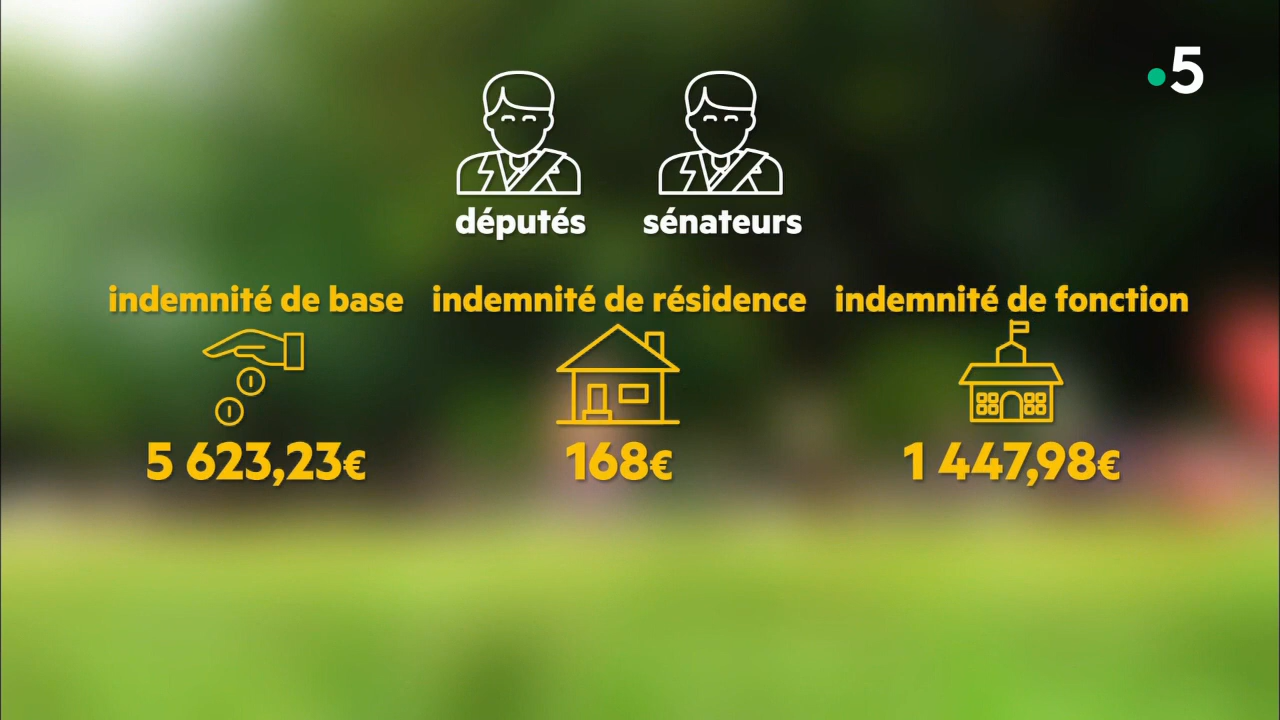 5
députés sénateurs
indemnité de base indemnité de résidence indemnité de fonction
5 623,23€ 168€ 1 447,98€